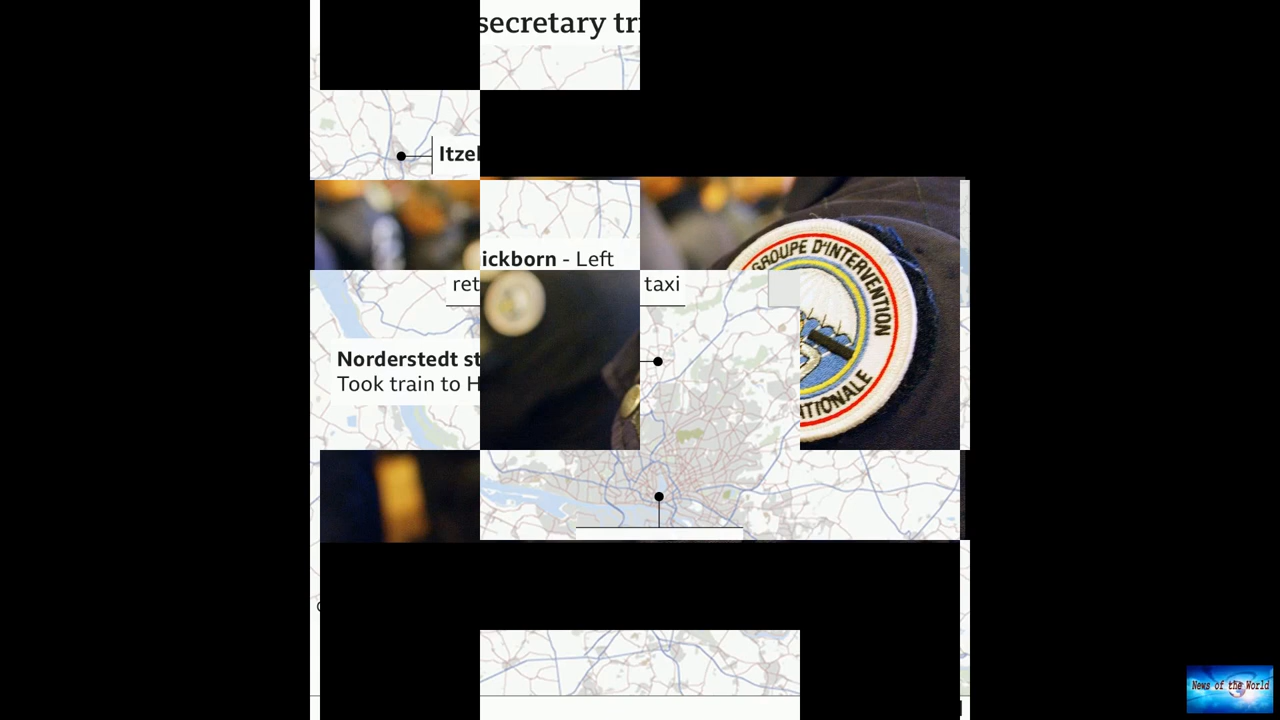 secretary tr
Itzel
ickborn - Left
ret
taxi
Norderstedt st
Took train to H
GROUPE D'INTERVENTION
NATIONALE
News of the World